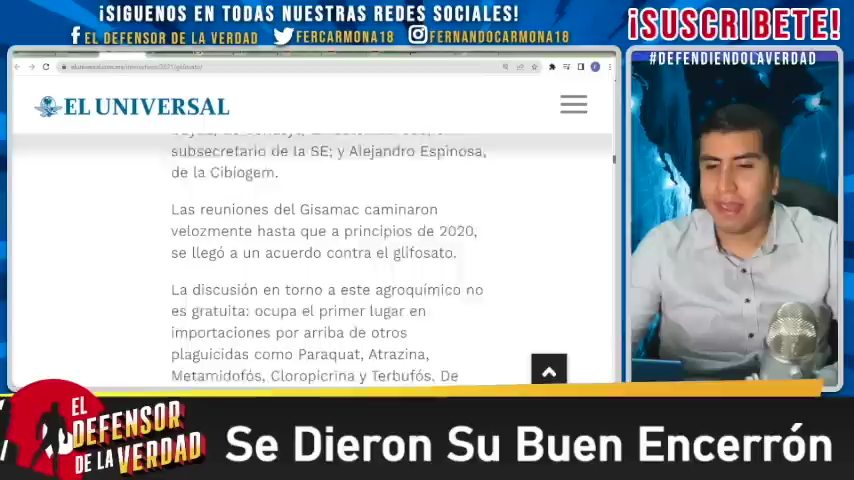 ¡SIGUENOS EN TODAS NUESTRAS REDES SOCIALES!
EL DEFENSOR DE LA VERDAD FERCARMONA18 FERNANDOCARMONA18
¡SUSCRIBETE!
#DEFENDIENDOLAVERDAD
EL UNIVERSAL
subsecretario de la SE; y Alejandro Espinosa,
de la Cibiogem.
Las reuniones del Gisamac caminaron
velozmente hasta que a principios de 2020,
se llegó a un acuerdo contra el glifosato.
La discusión en torno a este agroquímico no
es gratuita: ocupa el primer lugar en
importaciones por arriba de otros
plaguicidas como Paraquat, Atrazina,
Metamidofós, Cloropicrina y Terbufós. De
EL
DEFENSOR
DE LA VERDAD
Se Dieron Su Buen Encerrón